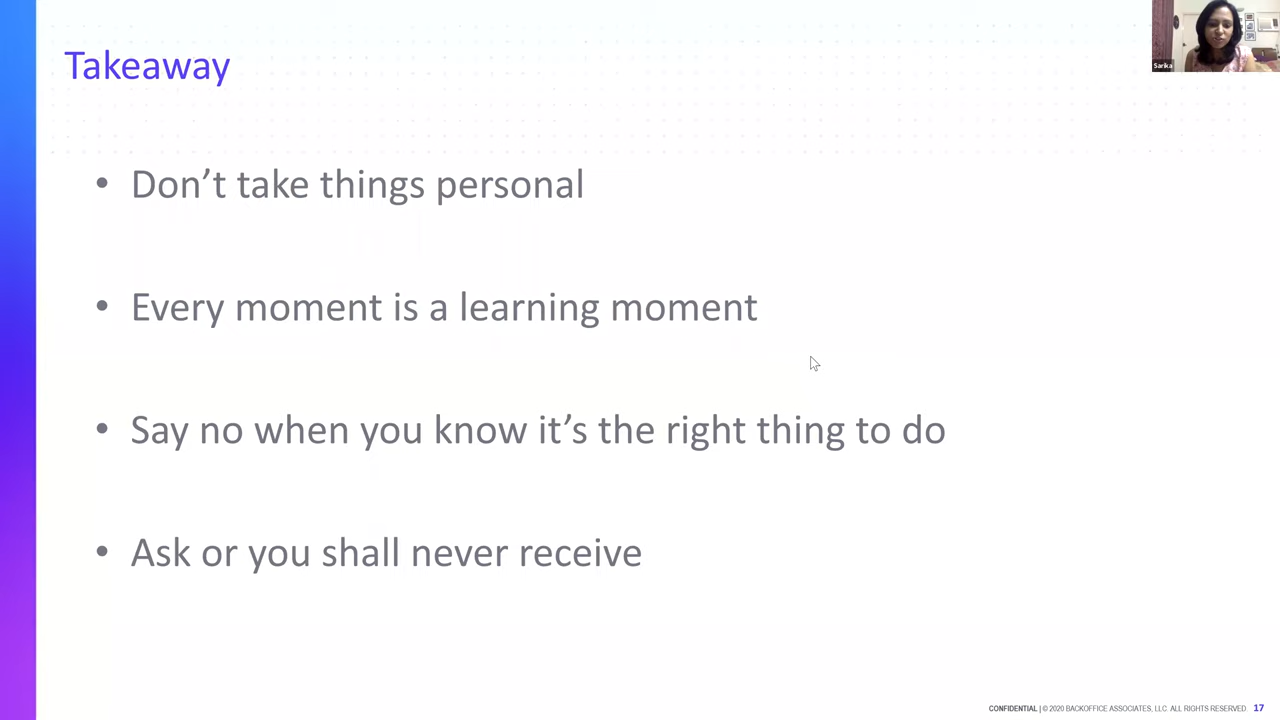 Takeaway
Sarika
• Don’t take things personal
• Every moment is a learning moment
• Say no when you know it’s the right thing to do
• Ask or you shall never receive
CONFIDENTIAL | © 2020 BACKOFFICE ASSOCIATES, LLC. ALL RIGHTS RESERVED 17